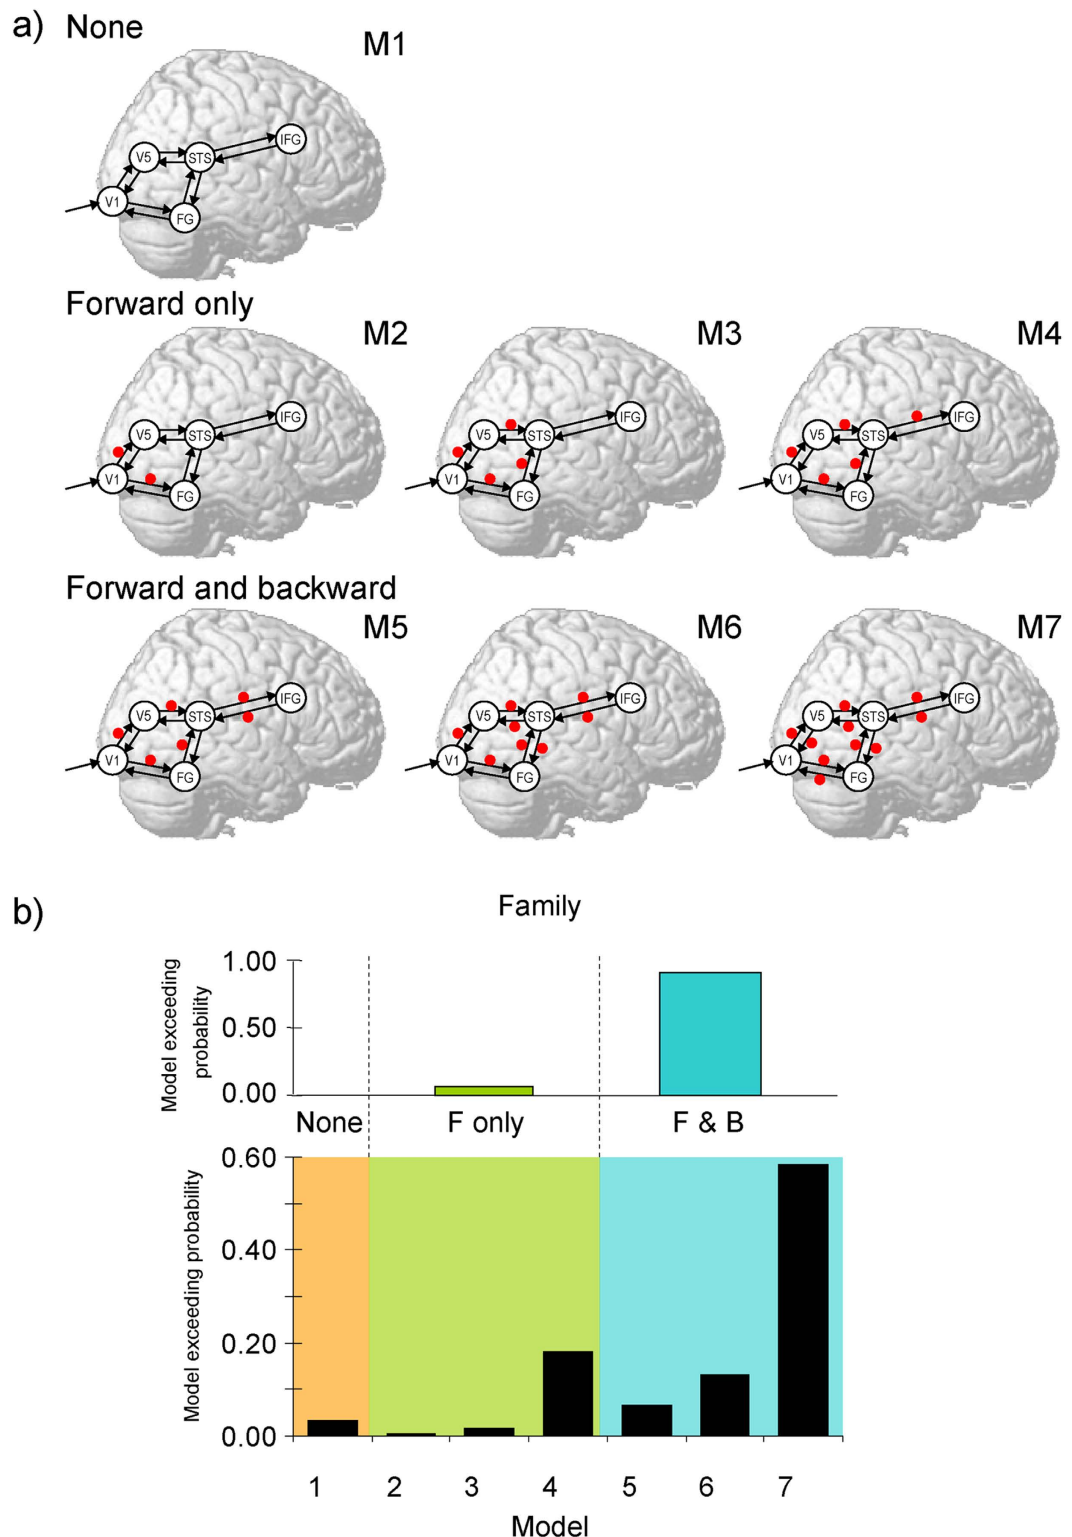 a) None
M1
V5 STS IFG
V1 FG
Forward only
M2 M3 M4
V5 STS IFG V5 STS IFG V5 STS IFG
V1 FG V1 FG V1 FG
Forward and backward
M5 M6 M7
V5 STS IFG V5 STS IFG V5 STS IFG
V1 FG V1 FG V1 FG
b)
Family
Model exceeding
probability
1.00
0.50
0.00
None F only F & B
Model exceeding probability
0.60
0.40
0.20
0.00
1 2 3 4 5 6 7
Model